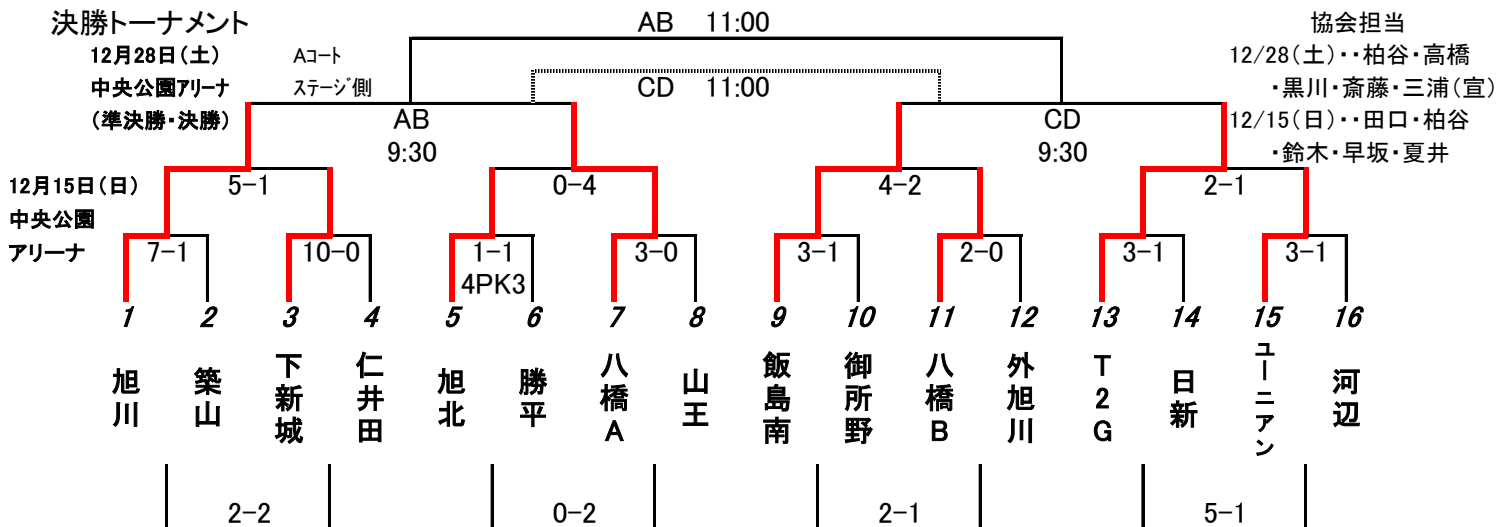 決勝トーナメント
AB 11:00
協会担当
12月28日(土)
Aコート
12/28(土)・・柏谷・高橋
中央公園アリーナ
ステージ側
CD 11:00
・黒川・斎藤・三浦(宣)
(準決勝・決勝)
AB
CD
12/15(日)・・田口・柏谷
9:30
9:30
・鈴木・早坂・夏井
12月15日(日)
5-1
0-4
4-2
2-1
中央公園
アリーナ
7-1
10-0
1-1
3-0
3-1
2-0
3-1
3-1
4PK3
1 2 3 4 5 6 7 8 9 10 11 12 13 14 15 16
旭川
築山
下新城
仁井田
旭北
勝平
八橋A
山王
飯島南
御所野
八橋B
外旭川
T2G
日新
ユーニアン
河辺
2-2
0-2
2-1
5-1